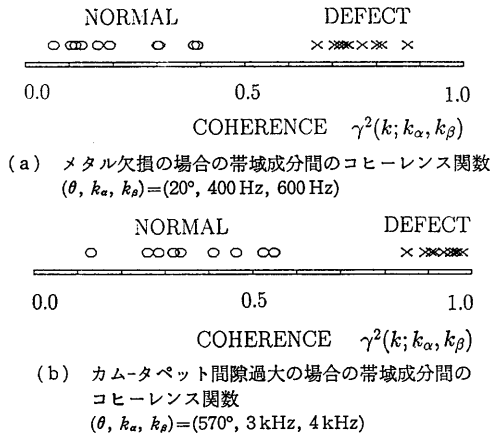 NORMAL DEFECT
0.0 0.5 1.0
COHERENCE γ²(k; kα, kβ)
(a) メタル欠損の場合の帯域成分間のコヒーレンス関数
(θ, kα, kβ)=(20°, 400 Hz, 600 Hz)
NORMAL DEFECT
0.0 0.5 1.0
COHERENCE γ²(k; kα, kβ)
(b) カム-タペット間隙過大の場合の帯域成分間の
コヒーレンス関数
(θ, kα, kβ)=(570°, 3 kHz, 4 kHz)